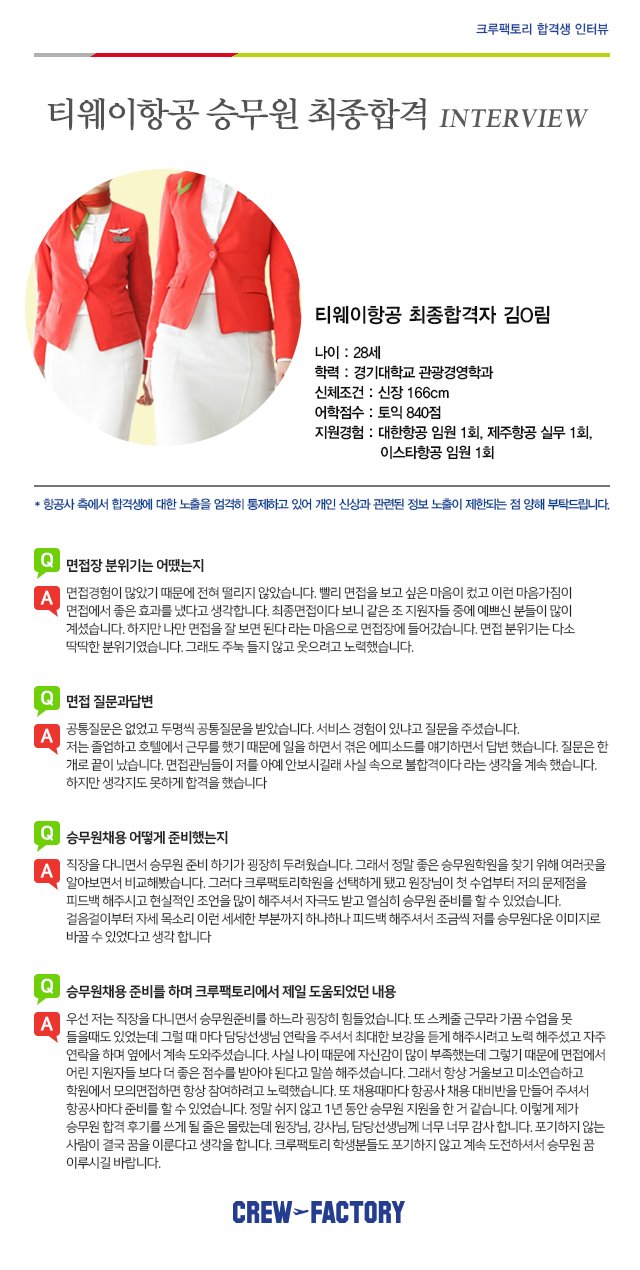 크루팩토리 합격생 인터뷰
티웨이항공 승무원 최종합격 INTERVIEW
티웨이항공 최종합격자 김O림
나이 : 28세
학력 : 경기대학교 관광경영학과
신체조건 : 신장 166cm
어학점수 : 토익 840점
지원경험 : 대한항공 임원 1회, 제주항공 실무 1회,
이스타항공 임원 1회
* 항공사 측에서 합격생에 대한 노출을 엄격히 통제하고 있어 개인 신상과 관련된 정보 노출이 제한되는 점 양해 부탁드립니다.
Q 면접장 분위기는 어땠는지
A 면접경험이 많았기 때문에 전혀 떨리지 않았습니다. 빨리 면접을 보고 싶은 마음이 컸고 이런 마음가짐이
면접에서 좋은 효과를 냈다고 생각합니다. 최종면접이다 보니 같은 조 지원자들 중에 예쁘신 분들이 많이
계셨습니다. 하지만 나만 면접을 잘 보면 된다 라는 마음으로 면접장에 들어갔습니다. 면접 분위기는 다소
딱딱한 분위기였습니다. 그래도 주눅 들지 않고 웃으려고 노력했습니다.
Q 면접 질문과답변
A 공통질문은 없었고 두명씩 공통질문을 받았습니다. 서비스 경험이 있냐고 질문을 주셨습니다.
저는 졸업하고 호텔에서 근무를 했기 때문에 일을 하면서 겪은 에피소드를 얘기하면서 답변 했습니다. 질문은 한
개로 끝이 났습니다. 면접관님들이 저를 아예 안보시길래 사실 속으로 불합격이다 라는 생각을 계속 했습니다.
하지만 생각지도 못하게 합격을 했습니다
Q 승무원채용 어떻게 준비했는지
A 직장을 다니면서 승무원 준비 하기가 굉장히 두려웠습니다. 그래서 정말 좋은 승무원학원을 찾기 위해 여러곳을
알아보면서 비교해봤습니다. 그러다 크루팩토리학원을 선택하게 됐고 원장님이 첫 수업부터 저의 문제점을
피드백 해주시고 현실적인 조언을 많이 해주셔서 자극도 받고 열심히 승무원 준비를 할 수 있었습니다.
걸음걸이부터 자세 목소리 이런 세세한 부분까지 하나하나 피드백 해주셔서 조금씩 저를 승무원다운 이미지로
바꿀 수 있었다고 생각 합니다
Q 승무원채용 준비를 하며 크루팩토리에서 제일 도움되었던 내용
A 우선 저는 직장을 다니면서 승무원준비를 하느라 굉장히 힘들었습니다. 또 스케줄 근무라 가끔 수업을 못
들을때도 있었는데 그럴 때 마다 담당선생님 연락을 주셔서 최대한 보강을 듣게 해주시려고 노력 해주셨고 자주
연락을 하며 옆에서 계속 도와주셨습니다. 사실 나이 때문에 자신감이 많이 부족했는데 그렇기 때문에 면접에서
어린 지원자들 보다 더 좋은 점수를 받아야 된다고 말씀 해주셨습니다. 그래서 항상 거울보고 미소연습하고
학원에서 모의면접하면 항상 참여하려고 노력했습니다. 또 채용때마다 항공사 채용 대비반을 만들어 주셔서
항공사마다 준비를 할 수 있었습니다. 정말 쉬지 않고 1년 동안 승무원 지원을 한 거 같습니다. 이렇게 제가
승무원 합격 후기를 쓰게 될 줄은 몰랐는데 원장님, 강사님, 담당선생님께 너무 너무 감사 합니다. 포기하지 않는
사람이 결국 꿈을 이룬다고 생각을 합니다. 크루팩토리 학생분들도 포기하지 않고 계속 도전하셔서 승무원 꿈
이루시길 바랍니다.
CREW FACTORY